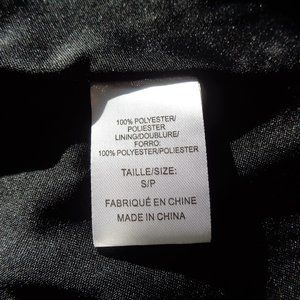 100% POLYESTER/
POLIESTER
LINING/DOUBLURE/
FORRO:
100% POLYESTER/POLIESTER
TAILLE/SIZE:
S/P
FABRIQUÉ EN CHINE
MADE IN CHINA